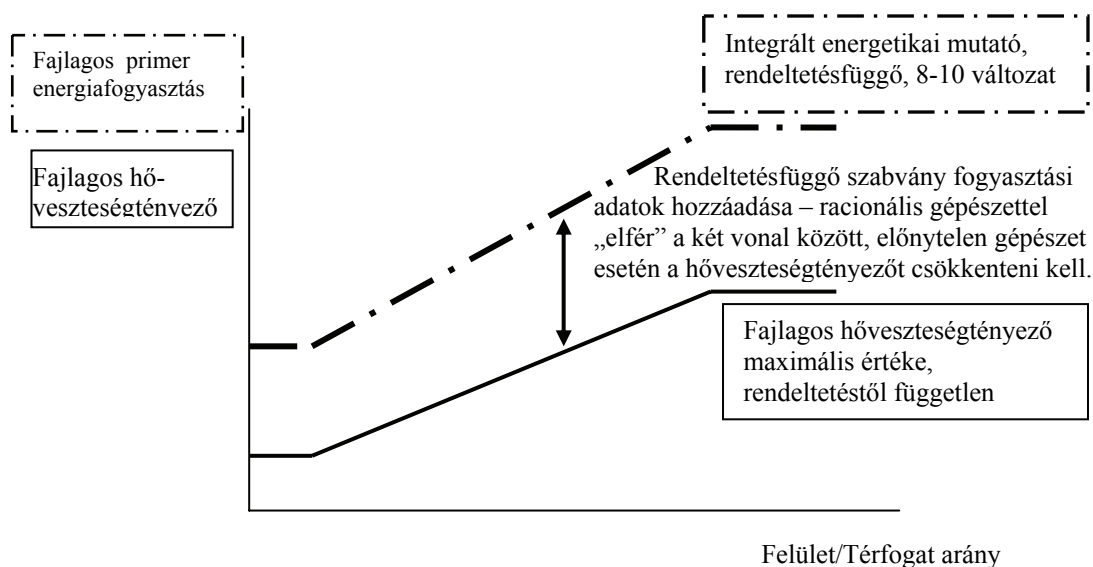 Fajlagos primer
energiafogyasztás
Fajlagos hő-
veszteségtényező
Integrált energetikai mutató,
rendeltetésfüggő, 8-10 változat
Rendeltetésfüggő szabvány fogyasztási
adatok hozzáadása – racionális gépészettel
„elfér” a két vonal között, előnytelen gépészet
esetén a hőveszteségtényezőt csökkenteni kell.
Fajlagos hőveszteségtényező
maximális értéke,
rendeltetéstől független
Felület/Térfogat arány